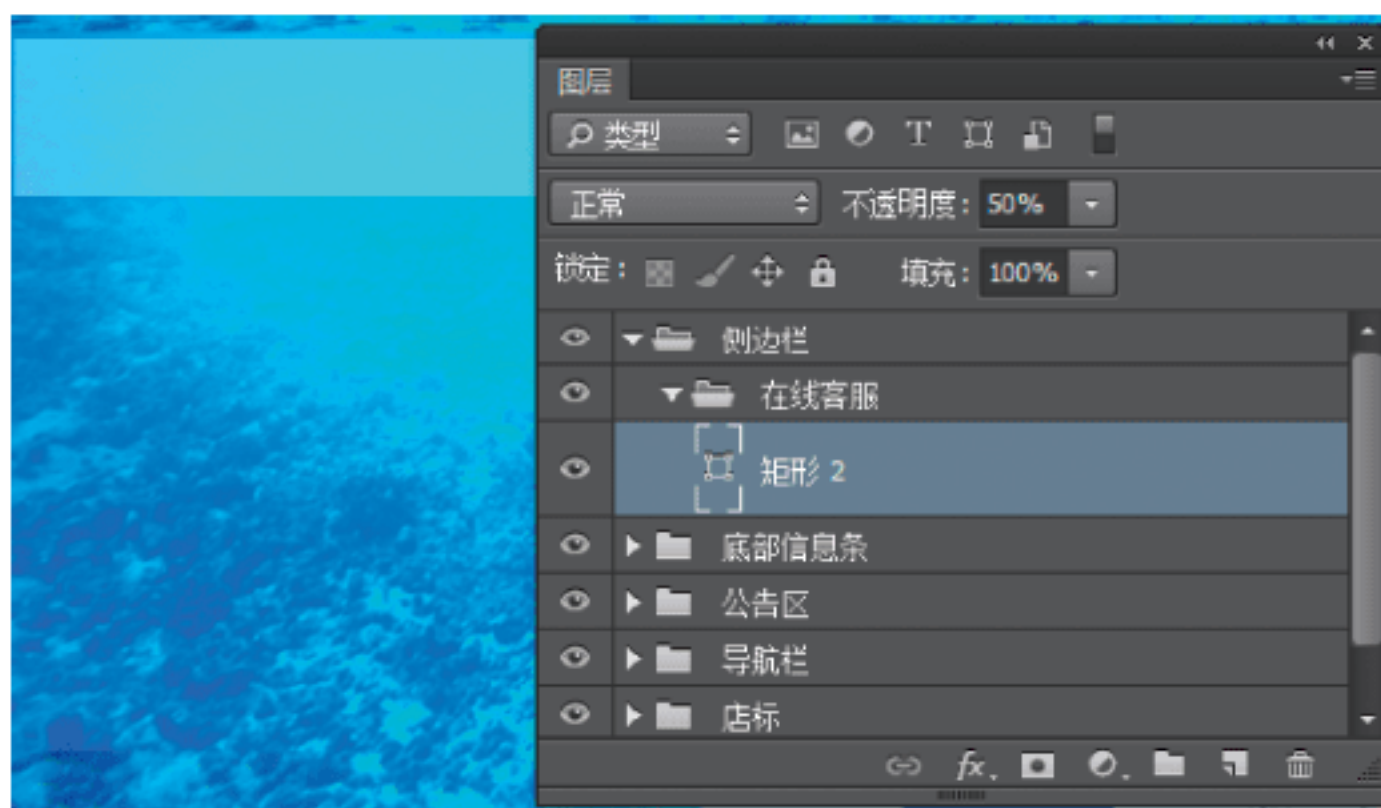 图层
类型
正常 不透明度: 50%
锁定: 填充: 100%
侧边栏
在线客服
矩形 2
底部信息条
公告区
导航栏
店标
fx.